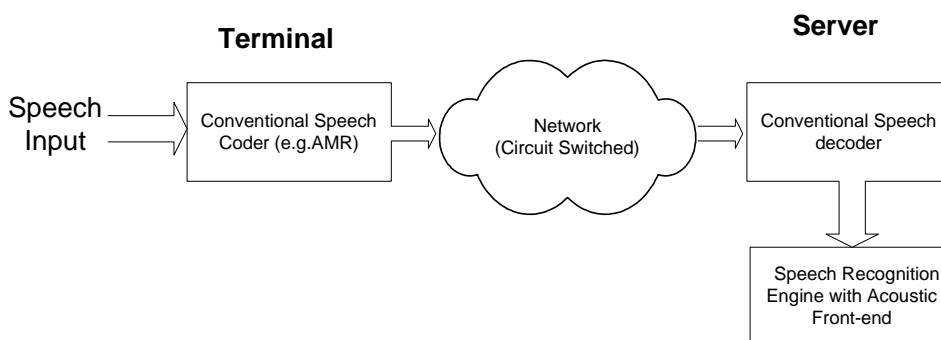 Terminal
Server
Speech
Input
Conventional Speech
Coder (e.g.AMR)
Network
(Circuit Switched)
Conventional Speech
decoder
Speech Recognition
Engine with Acoustic
Front-end